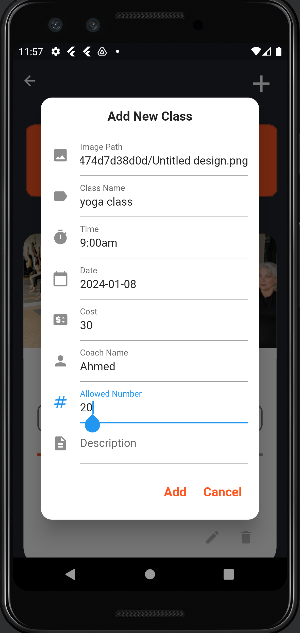 11:57
Add New Class
Image Path
474d7d38d0d/Untitled design.png
Class Name
yoga class
Time
9:00am
Date
2024-01-08
Cost
30
Coach Name
Ahmed
Allowed Number
20
Description
Add Cancel